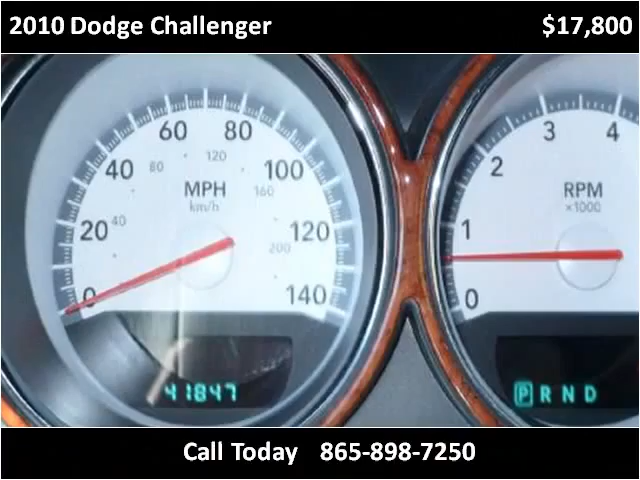 2010 Dodge Challenger $17,800
60 80
40 80 120 100
MPH 160
km/h
20 40 120
200
0 140
41847
3 4
2
RPM
×1000
1
0
P R N D
Call Today 865-898-7250